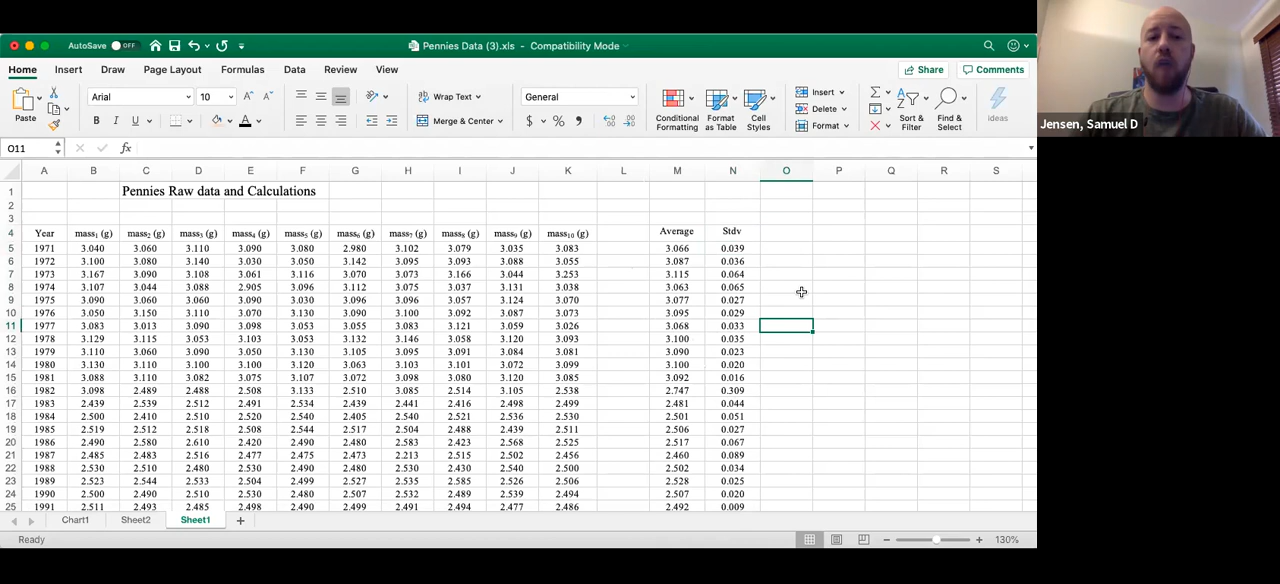 AutoSave OFF
Pennies Data (3).xls - Compatibility Mode
Home Insert Draw Page Layout Formulas Data Review View
Share Comments
Paste
Arial 10
B I U
A
Wrap Text
Merge & Center
General
$ % 9
Conditional Formatting
Format as Table
Cell Styles
Insert
Delete
Format
Sort & Filter
Find & Select
Ideas
Jensen, Samuel D
O11 fx
A B C D E F G H I J K L M N O P Q R S
1 Pennies Raw data and Calculations
2
3
4 Year mass₁ (g) mass₂ (g) mass₃ (g) mass₄ (g) mass₅ (g) mass₆ (g) mass₇ (g) mass₈ (g) mass₉ (g) mass₁₀ (g) Average Stdv
5 1971 3.040 3.060 3.110 3.090 3.080 2.980 3.102 3.079 3.035 3.083 3.066 0.039
6 1972 3.100 3.080 3.140 3.030 3.050 3.142 3.095 3.093 3.088 3.055 3.087 0.036
7 1973 3.167 3.090 3.108 3.061 3.116 3.070 3.073 3.166 3.044 3.253 3.115 0.064
8 1974 3.107 3.044 3.088 2.905 3.096 3.112 3.075 3.037 3.131 3.038 3.063 0.065
9 1975 3.090 3.060 3.060 3.090 3.030 3.096 3.096 3.057 3.124 3.070 3.077 0.027
10 1976 3.050 3.150 3.110 3.070 3.130 3.090 3.100 3.092 3.087 3.073 3.095 0.029
11 1977 3.083 3.013 3.090 3.098 3.053 3.055 3.083 3.121 3.059 3.026 3.068 0.033
12 1978 3.129 3.115 3.053 3.103 3.053 3.132 3.146 3.058 3.120 3.093 3.100 0.035
13 1979 3.110 3.060 3.090 3.050 3.130 3.105 3.095 3.091 3.084 3.081 3.090 0.023
14 1980 3.130 3.110 3.100 3.100 3.120 3.063 3.103 3.101 3.072 3.099 3.100 0.020
15 1981 3.088 3.110 3.082 3.075 3.107 3.072 3.098 3.080 3.120 3.085 3.092 0.016
16 1982 3.098 2.489 2.488 2.508 3.133 2.510 3.085 2.514 3.105 2.538 2.747 0.309
17 1983 2.439 2.539 2.512 2.491 2.534 2.439 2.441 2.416 2.498 2.499 2.481 0.044
18 1984 2.500 2.410 2.510 2.520 2.540 2.405 2.540 2.521 2.536 2.530 2.501 0.051
19 1985 2.519 2.512 2.518 2.508 2.544 2.517 2.504 2.488 2.439 2.511 2.506 0.027
20 1986 2.490 2.580 2.610 2.420 2.490 2.480 2.583 2.423 2.568 2.525 2.517 0.067
21 1987 2.485 2.483 2.516 2.477 2.475 2.473 2.213 2.515 2.502 2.456 2.460 0.089
22 1988 2.530 2.510 2.480 2.530 2.490 2.480 2.530 2.430 2.540 2.500 2.502 0.034
23 1989 2.523 2.544 2.533 2.504 2.499 2.527 2.535 2.585 2.526 2.506 2.528 0.025
24 1990 2.500 2.490 2.510 2.530 2.480 2.507 2.532 2.489 2.539 2.494 2.507 0.020
25 1991 2.511 2.493 2.485 2.498 2.490 2.499 2.491 2.494 2.477 2.486 2.492 0.009
Chart1 Sheet2 Sheet1 +
Ready 130%